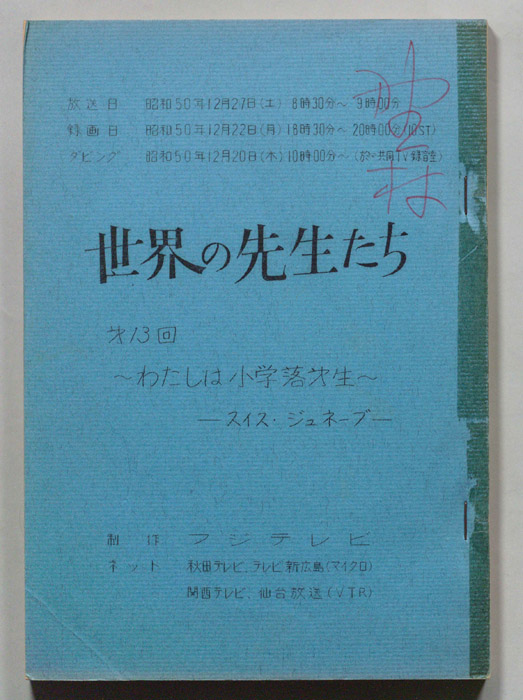 放送日 昭和50年12月27日(土) 8時30分～9時00分
録画日 昭和50年12月22日(月) 18時30分～20時00分(10ST)
ダビング 昭和50年12月20日(木) 10時00分～(於・共同TV録音)
世界の先生たち
才13回
～わたしは小学落才生～
―スイス・ジュネーブ―
制作 フジテレビ
ネット 秋田テレビ、テレビ新広島(マイクロ)
関西テレビ、仙台放送(VTR)